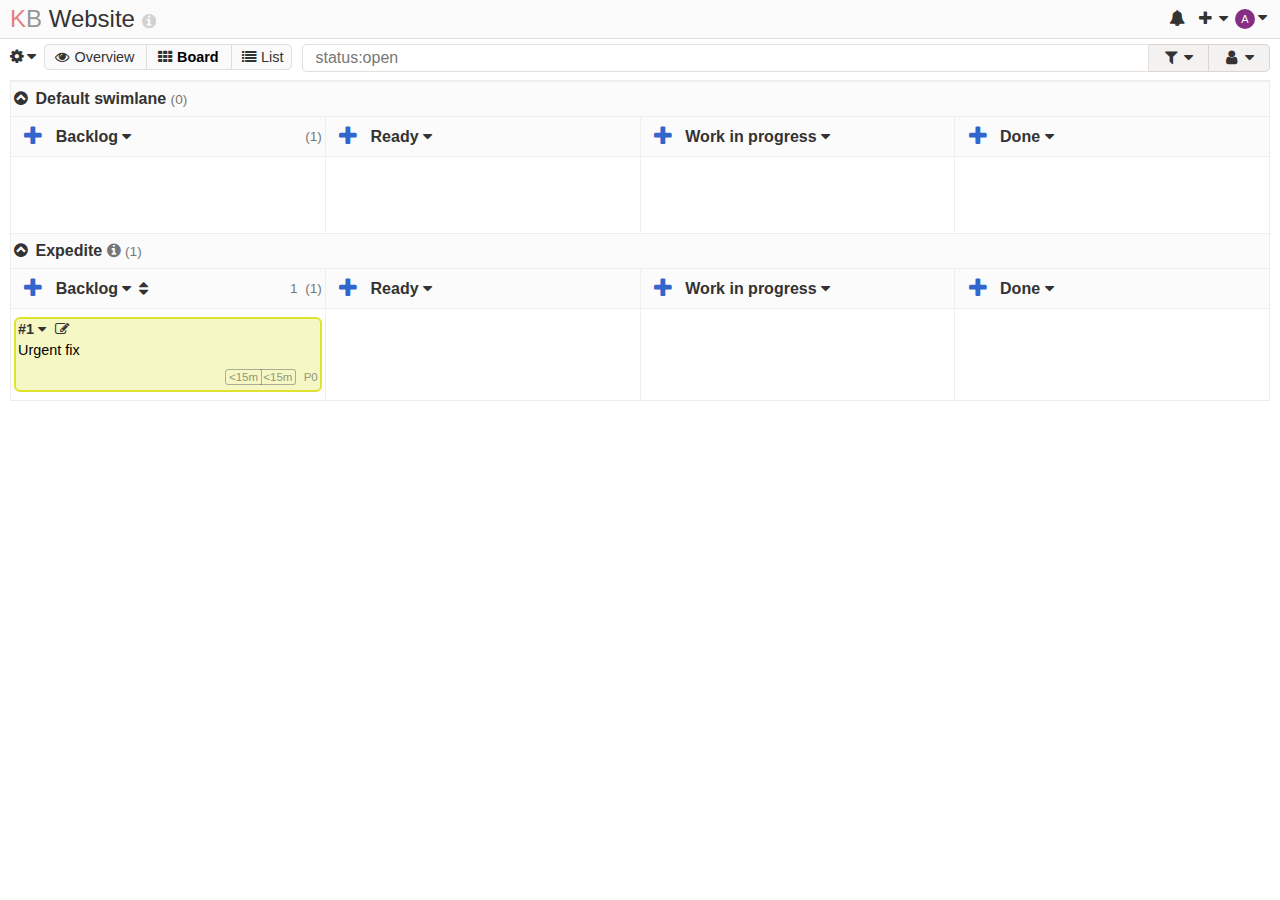 KB Website
A
Overview Board List status:open
Default swimlane (0)
Backlog (1) Ready Work in progress Done
Expedite (1)
Backlog 1 (1) Ready Work in progress Done
#1
Urgent fix
<15m <15m P0